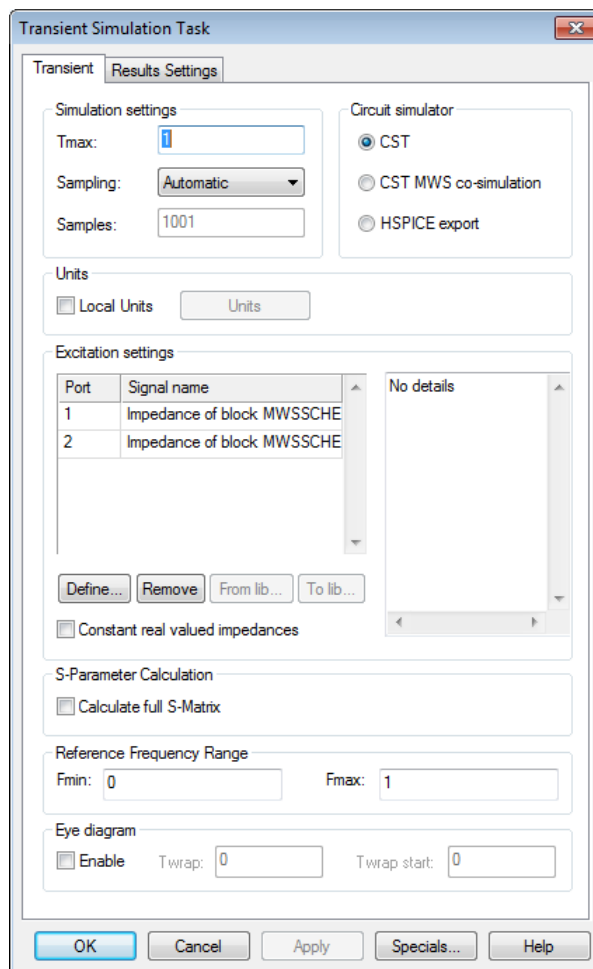 Transient Simulation Task
Transient
Results Settings
Simulation settings
Tmax: 1
Sampling: Automatic
Samples: 1001
Circuit simulator
CST
CST MWS co-simulation
HSPICE export
Units
Local Units
Units
Excitation settings
Port Signal name
1 Impedance of block MWSSCHE
2 Impedance of block MWSSCHE
No details
Define... Remove From lib... To lib...
Constant real valued impedances
S-Parameter Calculation
Calculate full S-Matrix
Reference Frequency Range
Fmin: 0 Fmax: 1
Eye diagram
Enable Twrap: 0 Twrap start: 0
OK Cancel Apply Specials... Help